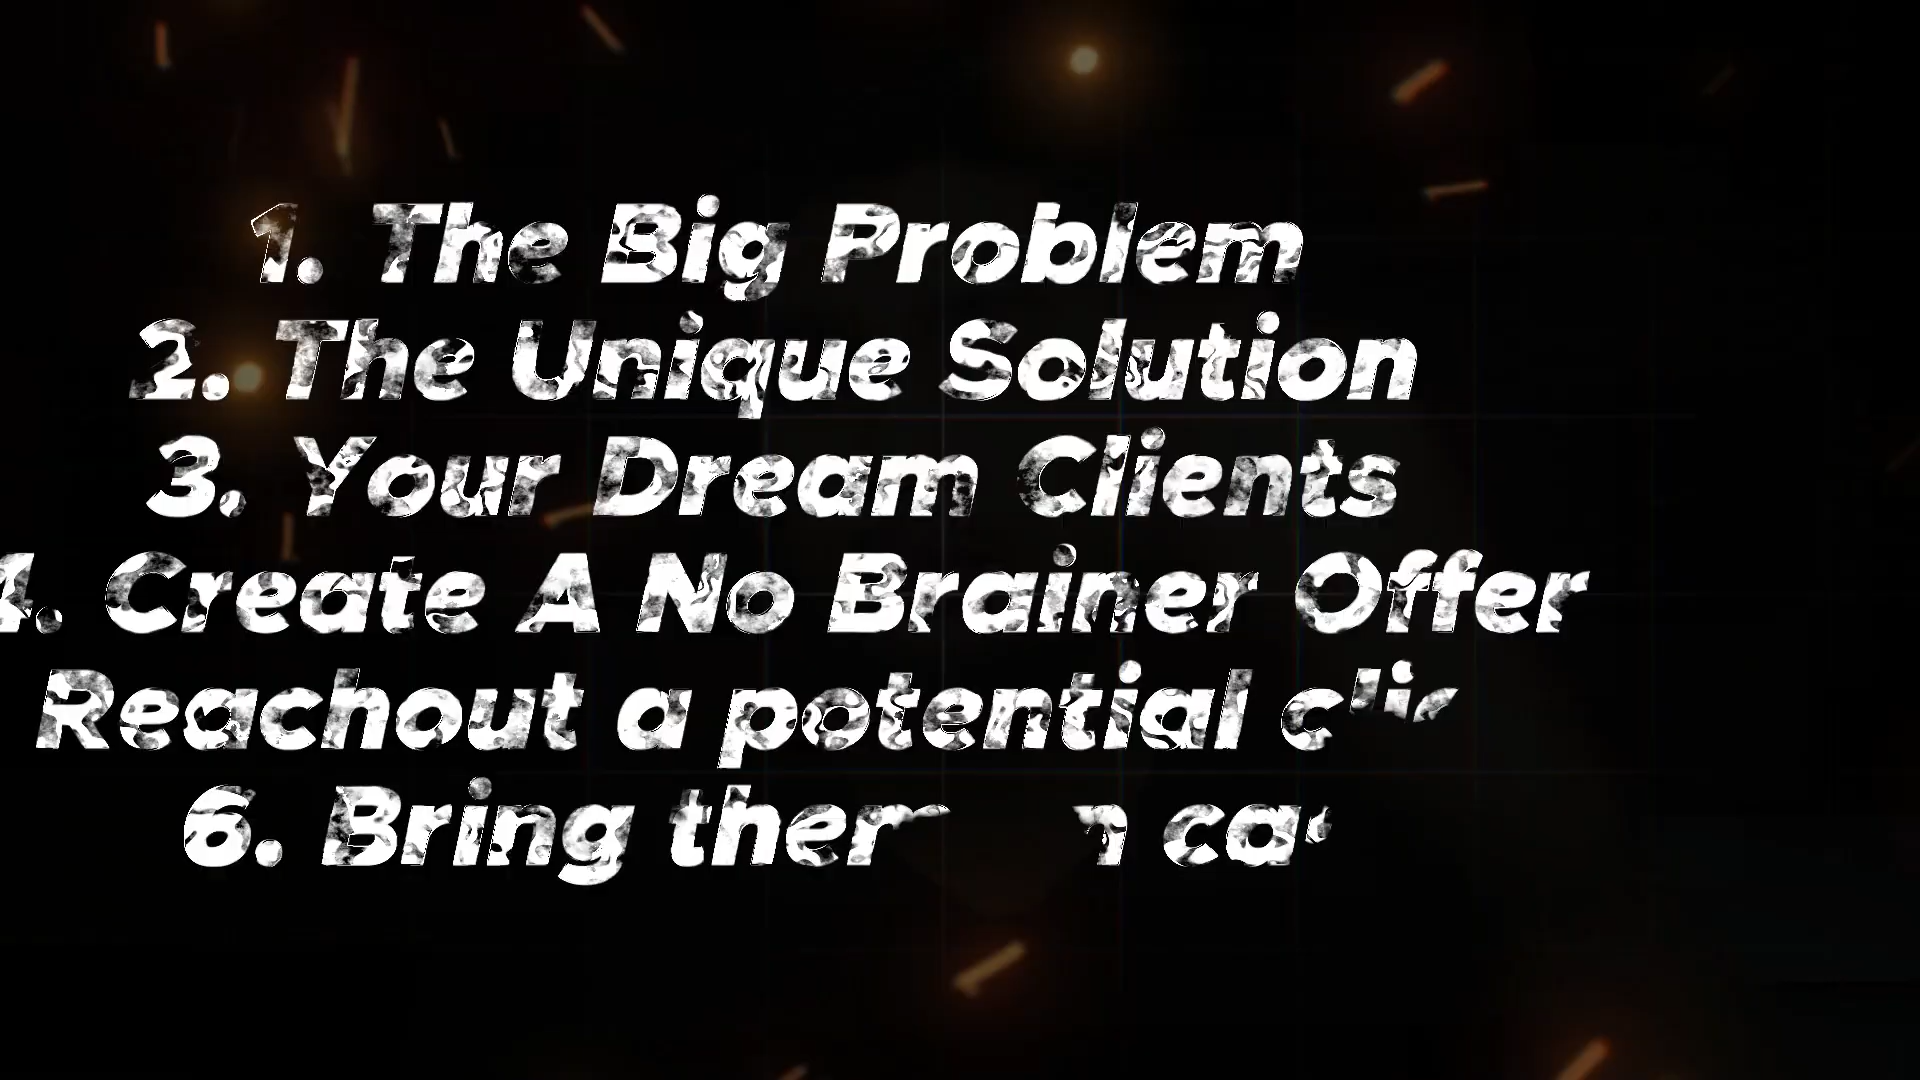 1. The Big Problem
2. The Unique Solution
3. Your Dream Clients
4. Create A No Brainer Offer
Reachout a potential
6. Bring